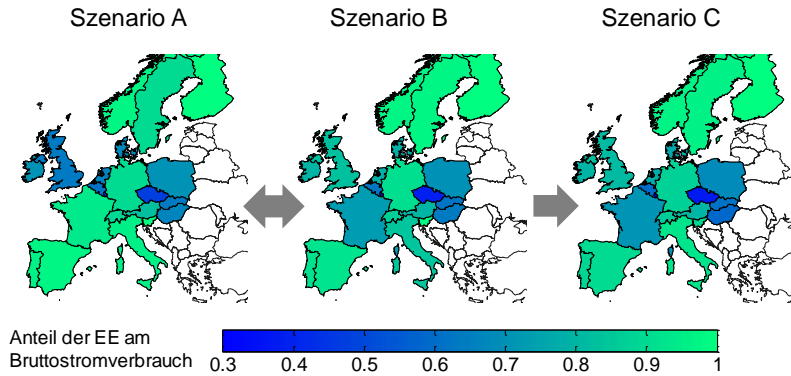 Szenario A
Szenario B
Szenario C
Anteil der EE am
Bruttostromverbrauch
0.3 0.4 0.5 0.6 0.7 0.8 0.9 1